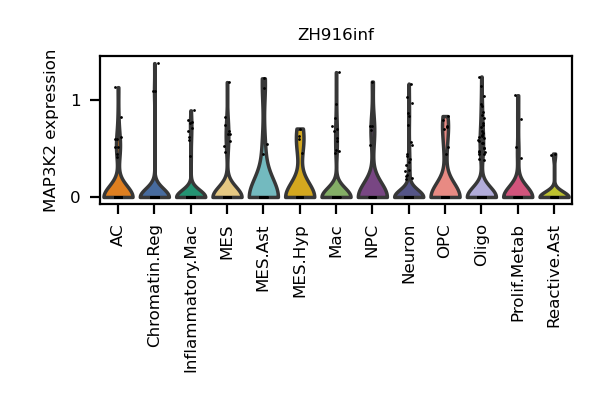 ZH916inf
MAP3K2 expression
1
0
AC
Chromatin.Reg
Inflammatory.Mac
MES
MES.Ast
MES.Hyp
Mac
NPC
Neuron
OPC
Oligo
Prolif.Metab
Reactive.Ast